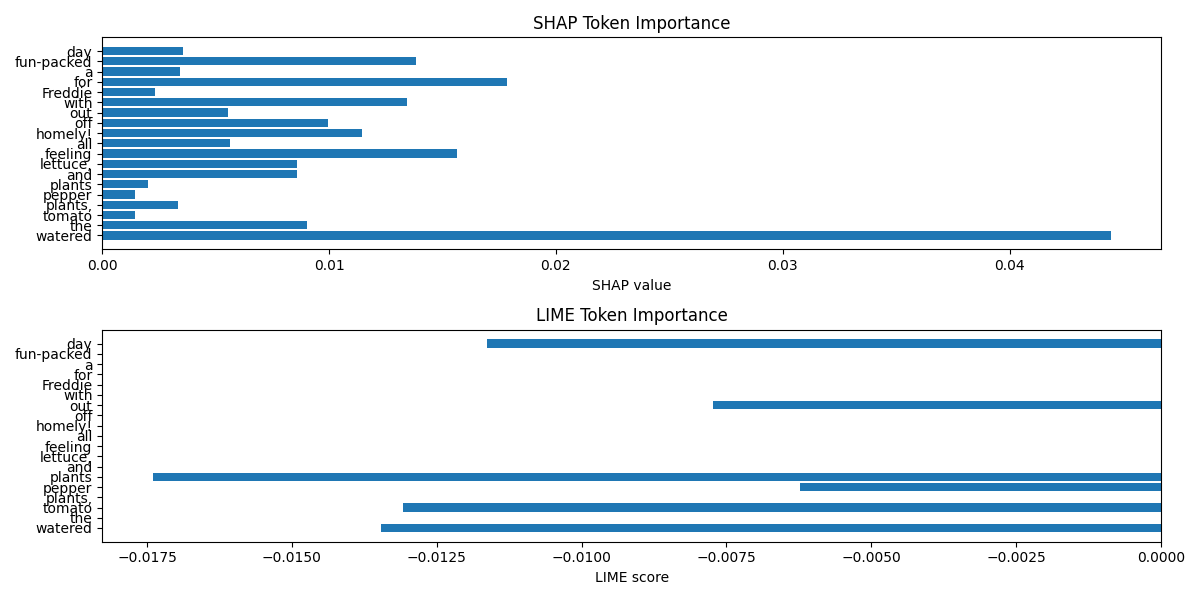 SHAP Token Importance
day
fun-packed
a
for
Freddie
with
out
off
homely!
all
feeling
lettuce,
and
plants
pepper
plants,
tomato
the
watered
0.00 0.01 0.02 0.03 0.04
SHAP value
LIME Token Importance
day
fun-packed
a
for
Freddie
with
out
off
homely!
all
feeling
lettuce,
and
plants
pepper
plants,
tomato
the
watered
−0.0175 −0.0150 −0.0125 −0.0100 −0.0075 −0.0050 −0.0025 0.0000
LIME score